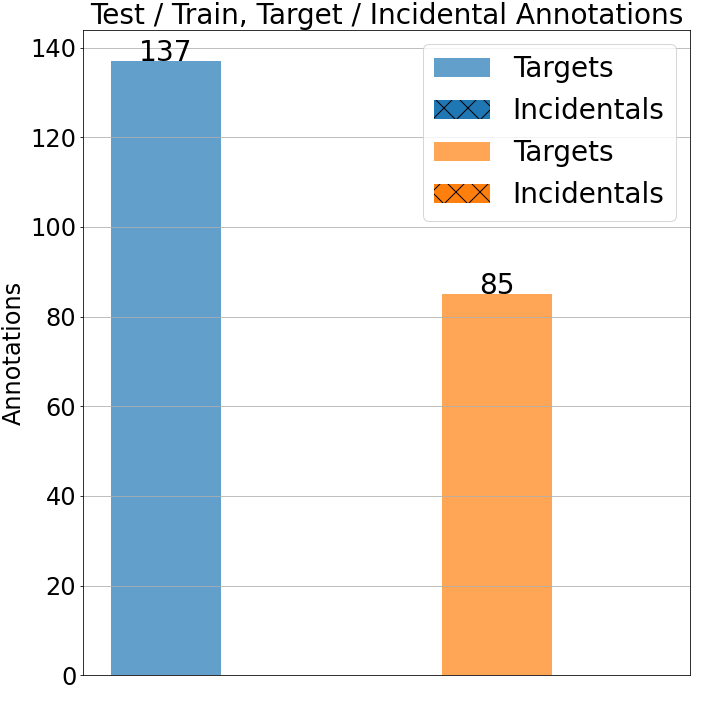 Test / Train, Target / Incidental Annotations
137
85
Targets
Incidentals
Targets
Incidentals
Annotations
140
120
100
80
60
40
20
0